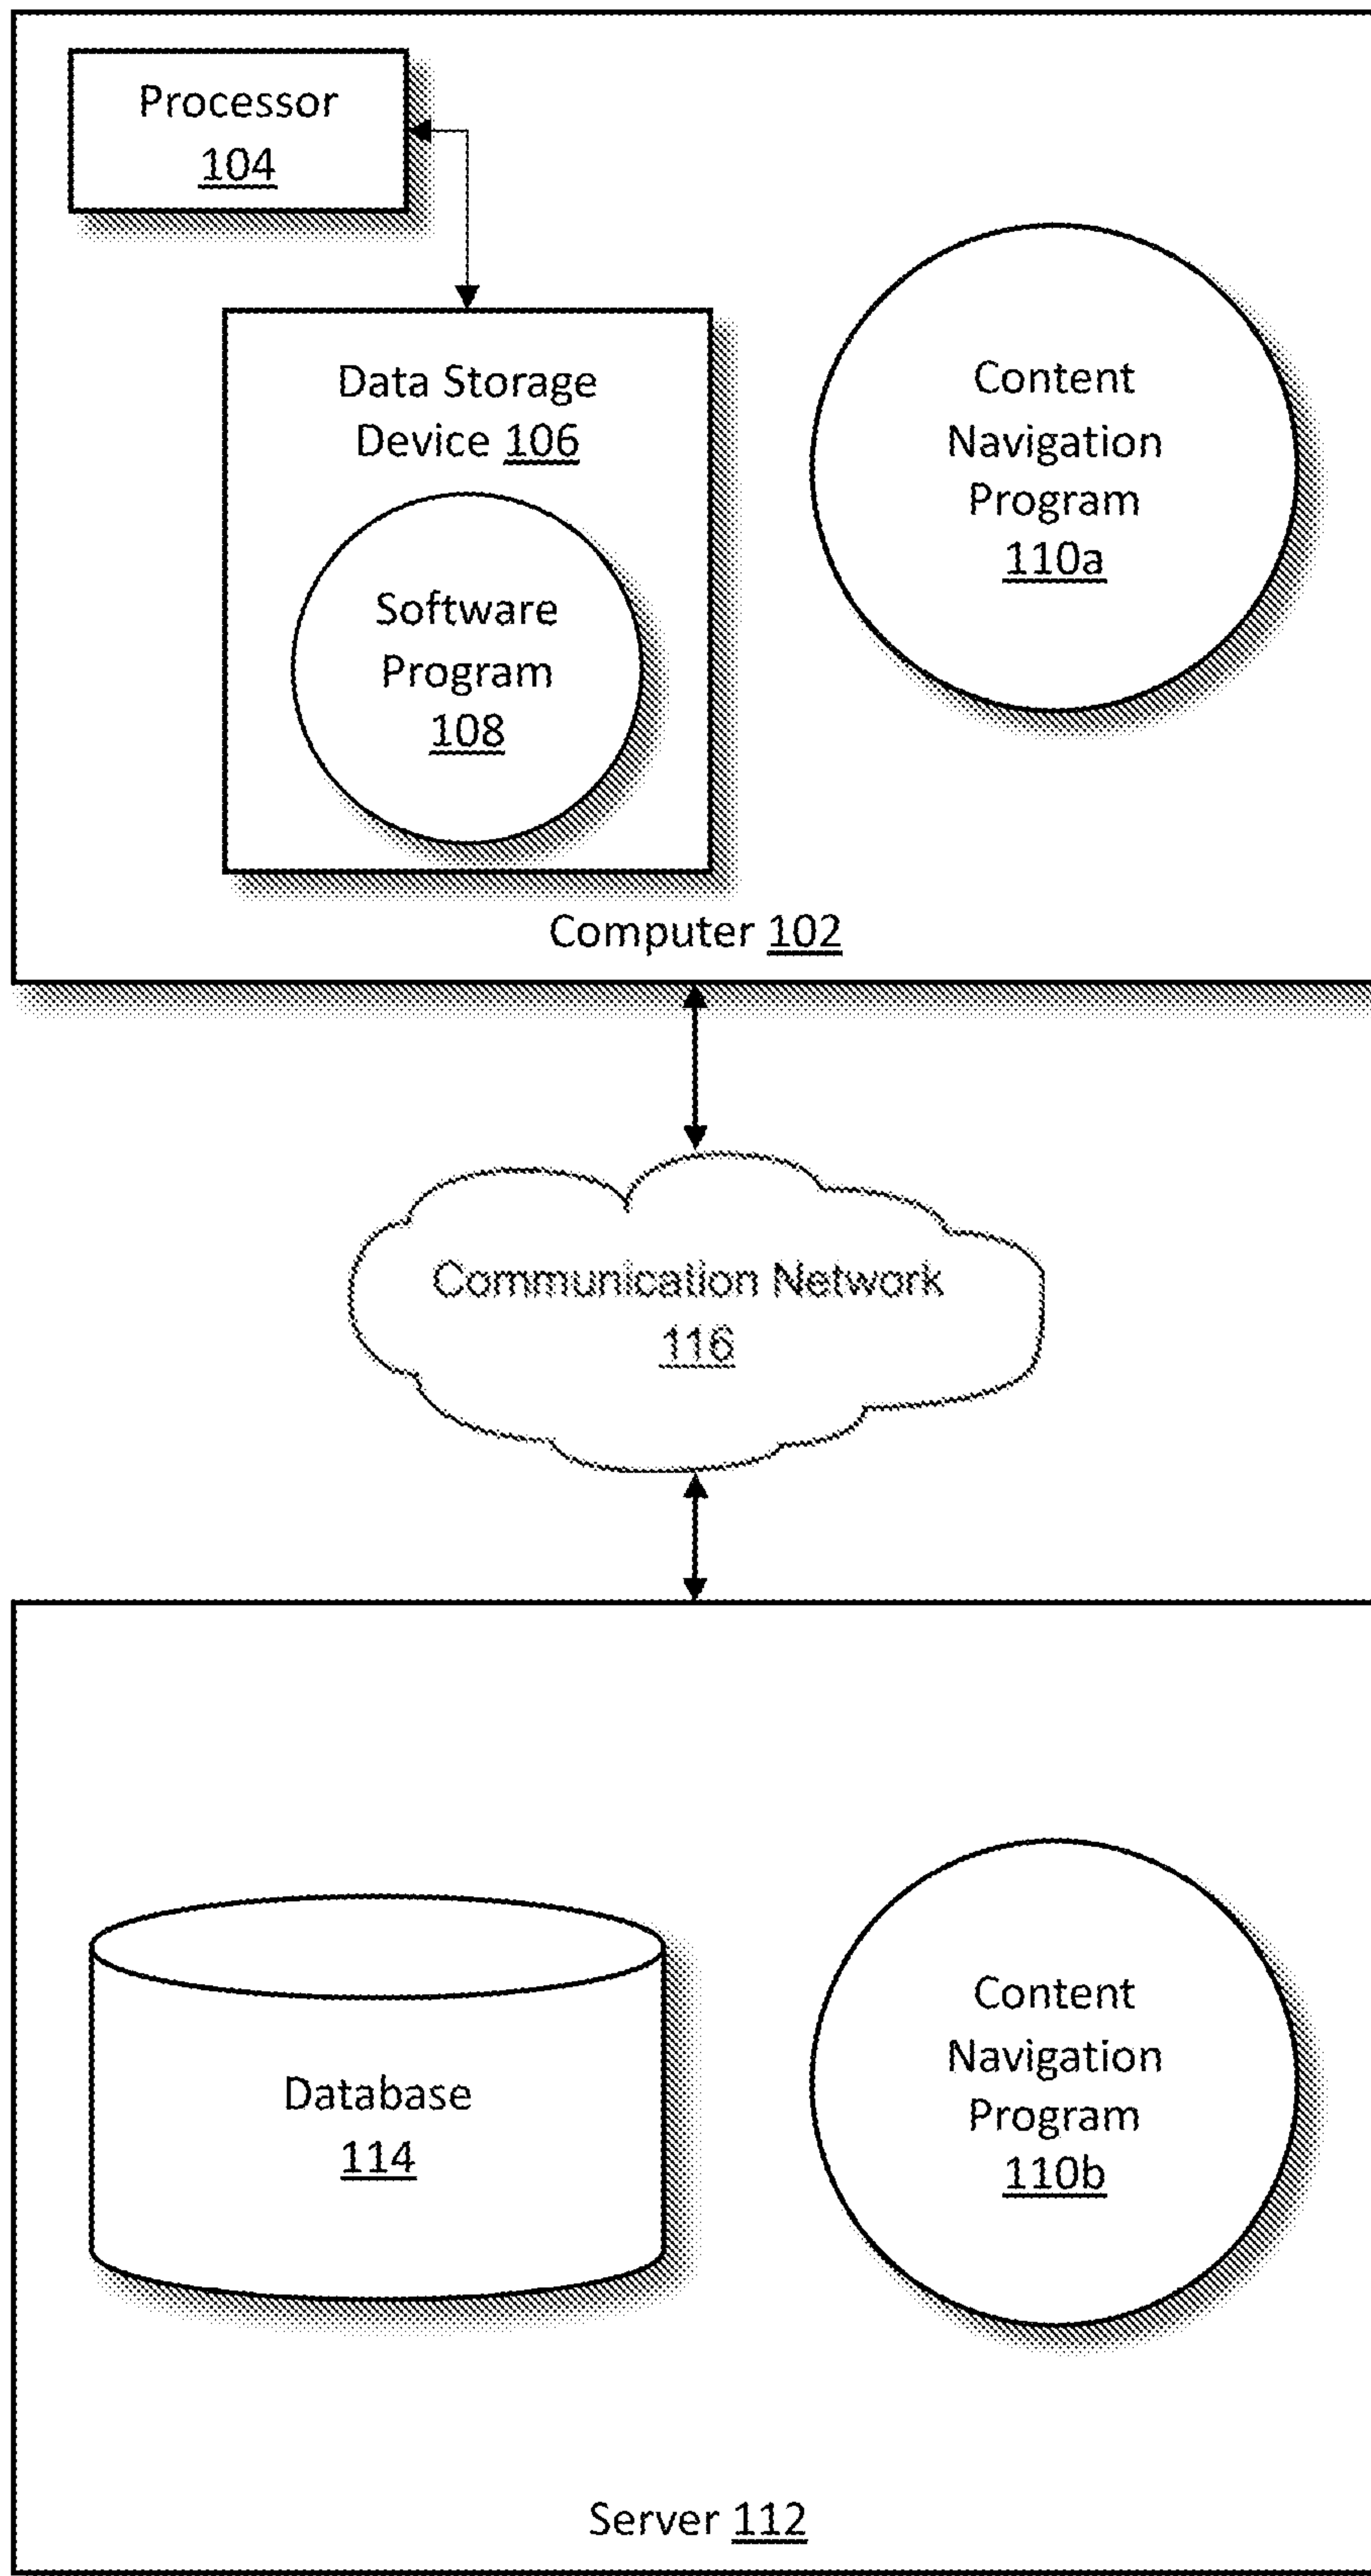 Processor
104
Data Storage
Device 106
Software
Program
108
Content
Navigation
Program
110a
Computer 102
Communication Network
116
Database
114
Content
Navigation
Program
110b
Server 112